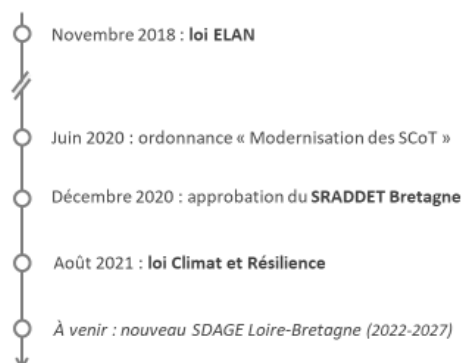 Novembre 2018 : loi ELAN
Juin 2020 : ordonnance « Modernisation des SCoT »
Décembre 2020 : approbation du SRADDET Bretagne
Août 2021 : loi Climat et Résilience
À venir : nouveau SDAGE Loire-Bretagne (2022-2027)